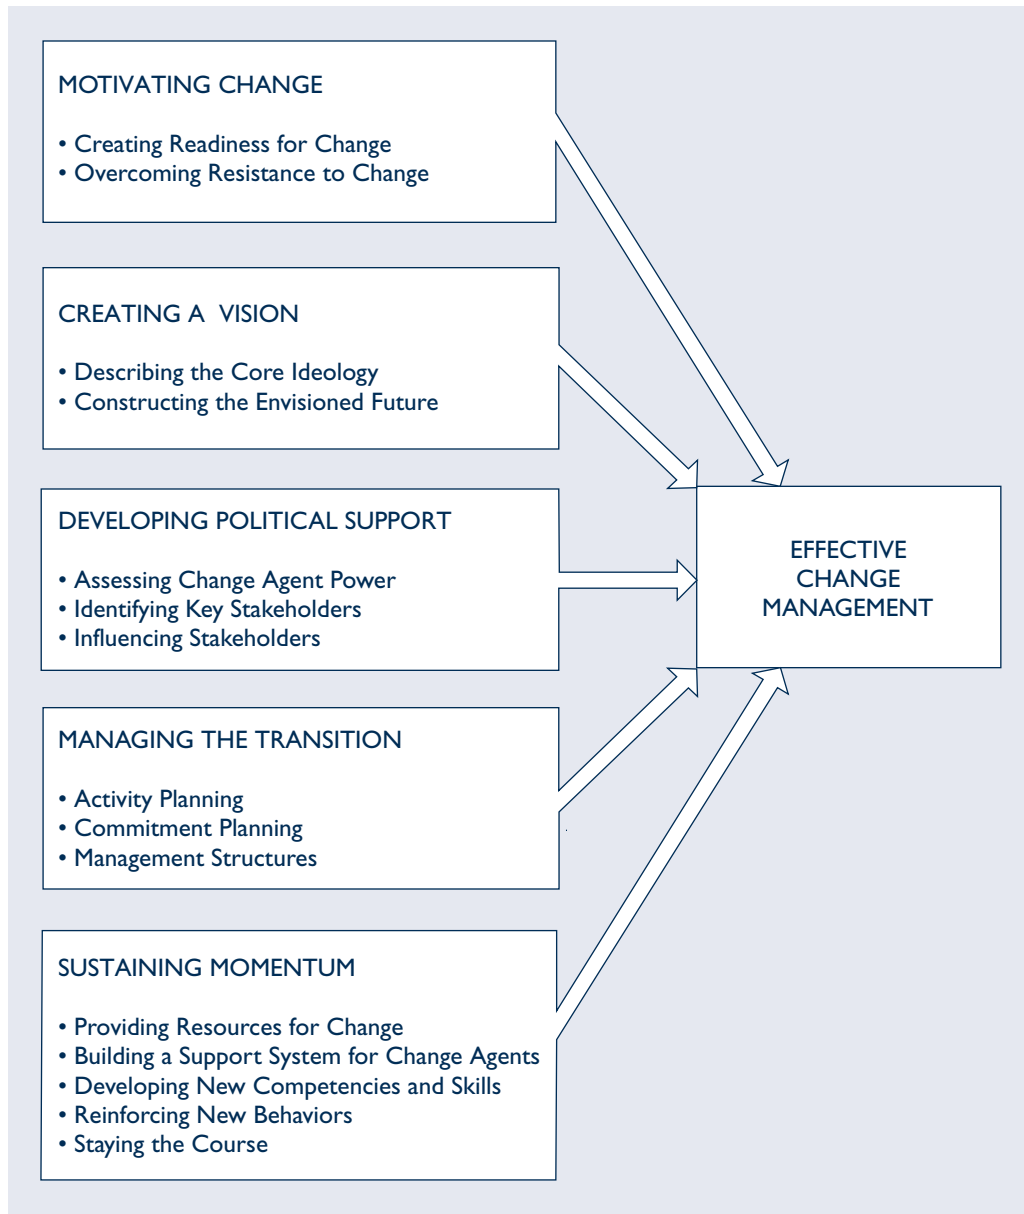 MOTIVATING CHANGE
• Creating Readiness for Change
• Overcoming Resistance to Change
CREATING A  VISION
• Describing the Core Ideology
• Constructing the Envisioned Future
DEVELOPING POLITICAL SUPPORT
• Assessing Change Agent Power
• Identifying Key Stakeholders
• Influencing Stakeholders
MANAGING THE TRANSITION
• Activity Planning
• Commitment Planning
• Management Structures
SUSTAINING MOMENTUM
• Providing Resources for Change
• Building a Support System for Change Agents
• Developing New Competencies and Skills
• Reinforcing New Behaviors
• Staying the Course
EFFECTIVE
CHANGE
MANAGEMENT